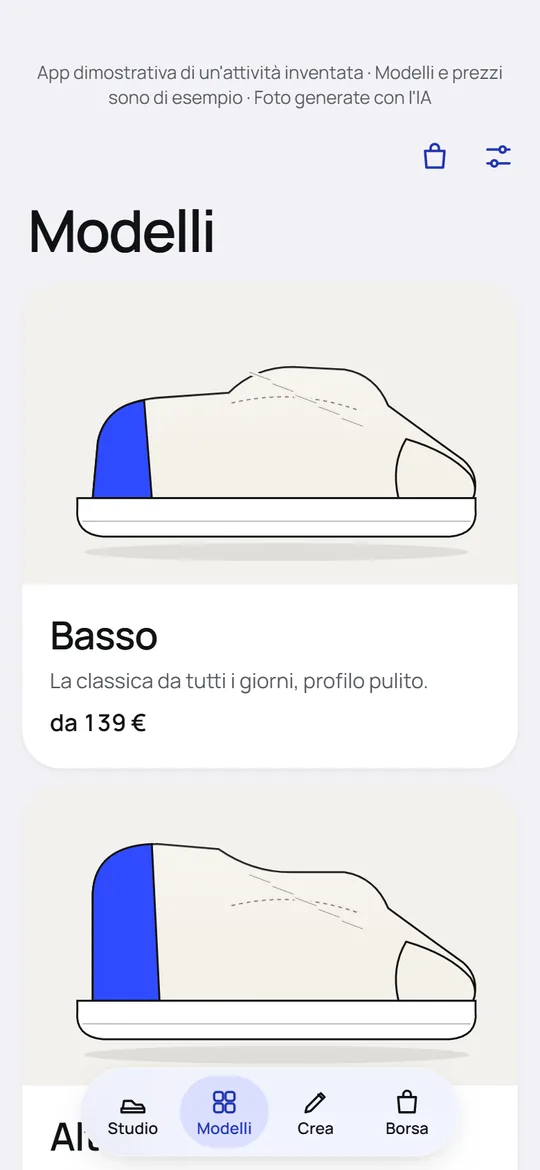 App dimostrativa di un'attività inventata · Modelli e prezzi
sono di esempio · Foto generate con l'IA
Modelli
Basso
La classica da tutti i giorni, profilo pulito.
da 139 €
Studio
Modelli
Crea
Borsa